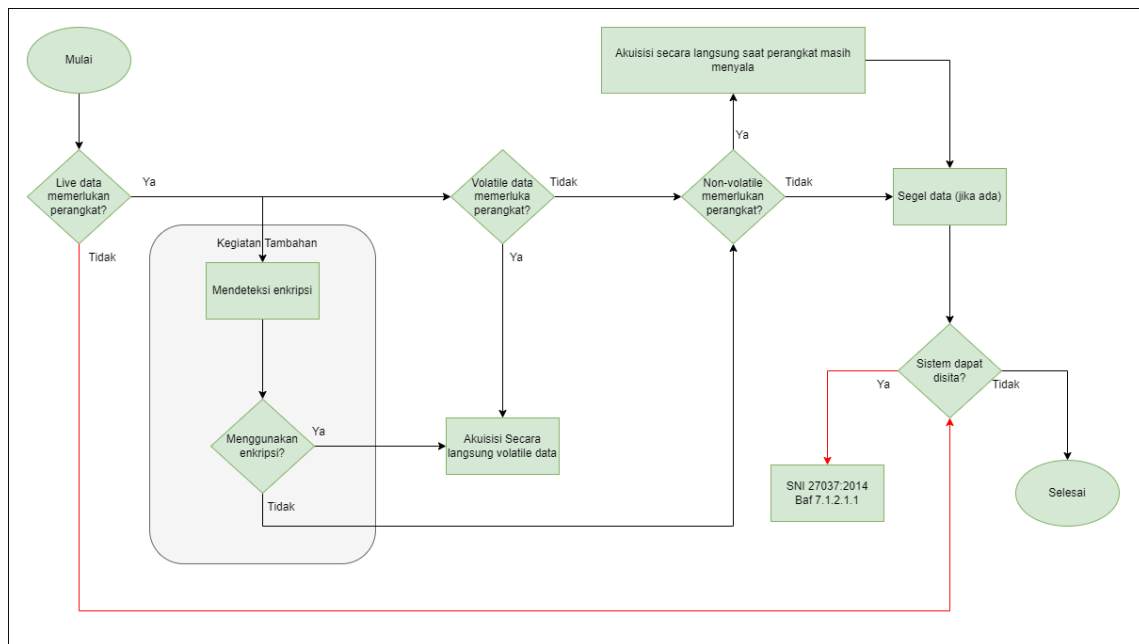 Mulai
Akuisisi secara langsung saat perangkat masih
menyala
Live data
memerlukan
perangkat?
Ya
Tidak
Volatile data
memerluka
perangkat?
Tidak
Ya
Non-volatile
memerlukan
perangkat?
Ya
Tidak
Segel data (jika ada)
Kegiatan Tambahan
Mendeteksi enkripsi
Menggunakan
enkripsi?
Ya
Tidak
Akuisisi Secara
langsung volatile data
Sistem dapat
disita?
Ya
Tidak
SNI 27037:2014
Baf 7.1.2.1.1
Selesai